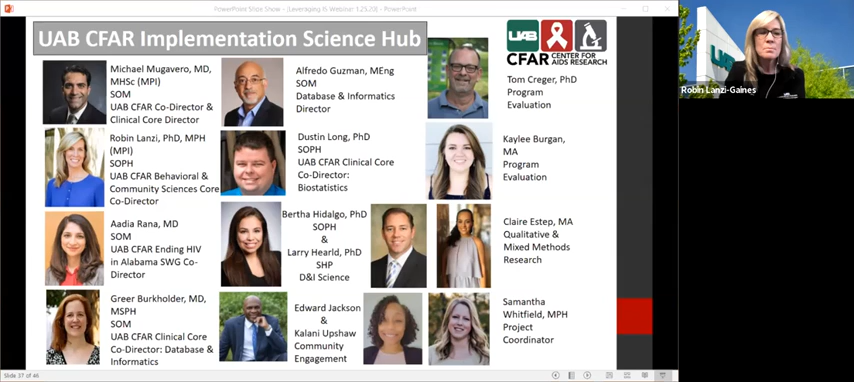 PowerPoint Slide Show - [Leveraging IS Webinar 1.25.20] - PowerPoint
UAB CFAR Implementation Science Hub
UAB
CFAR
CENTER FOR
AIDS RESEARCH
Michael Mugavero, MD,
MHSc (MPI)
SOM
UAB CFAR Co-Director &
Clinical Core Director
Alfredo Guzman, MEng
SOM
Database & Informatics
Director
Tom Creger, PhD
Program
Evaluation
Robin Lanzi, PhD, MPH
(MPI)
SOPH
UAB CFAR Behavioral &
Community Sciences Core
Co-Director
Dustin Long, PhD
SOPH
UAB CFAR Clinical Core
Co-Director:
Biostatistics
Kaylee Burgan,
MA
Program
Evaluation
Aadia Rana, MD
SOM
UAB CFAR Ending HIV
in Alabama SWG Co-
Director
Bertha Hidalgo, PhD
SOPH
&
Larry Hearld, PhD
SHP
D&I Science
Claire Estep, MA
Qualitative &
Mixed Methods
Research
Greer Burkholder, MD,
MSPH
SOM
UAB CFAR Clinical Core
Co-Director: Database &
Informatics
Edward Jackson
&
Kalani Upshaw
Community
Engagement
Samantha
Whitfield, MPH
Project
Coordinator
Slide 37 of 46
Robin Lanzi-Gaines